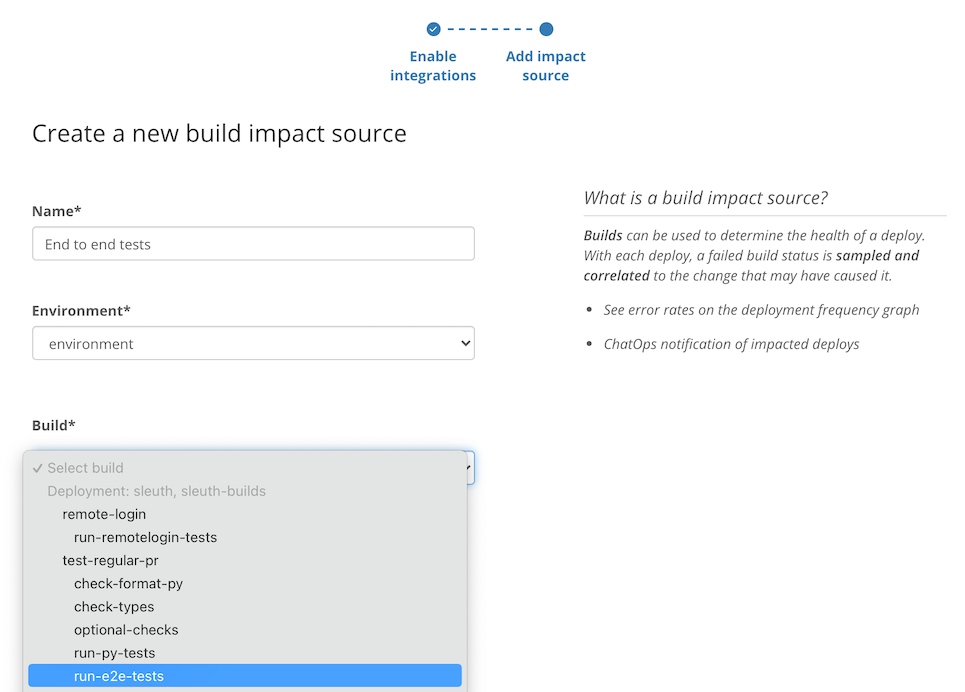 Enable
integrations
Add impact
source
Create a new build impact source
Name*
End to end tests
Environment*
environment
Build*
Select build
Deployment: sleuth, sleuth-builds
remote-login
run-remotelogin-tests
test-regular-pr
check-format-py
check-types
optional-checks
run-py-tests
run-e2e-tests
What is a build impact source?
Builds can be used to determine the health of a deploy.
With each deploy, a failed build status is sampled and
correlated to the change that may have caused it.
See error rates on the deployment frequency graph
ChatOps notification of impacted deploys